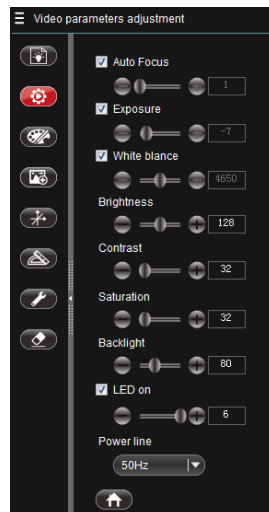 Video parameters adjustment
Auto Focus
1
Exposure
-7
White blance
4650
Brightness
128
Contrast
32
Saturation
32
Backlight
80
LED on
6
Power line
50Hz